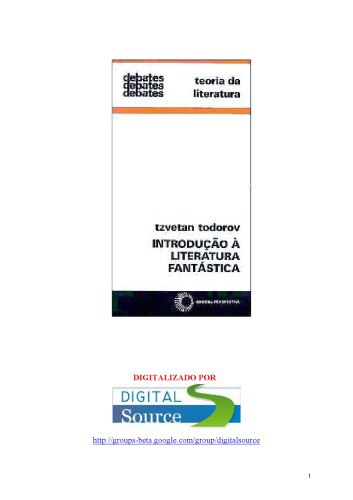 debates
debates
debates
teoria da
literatura
tzvetan todorov
INTRODUÇÃO À
LITERATURA
FANTÁSTICA
EDITORA PERSPECTIVA
DIGITALIZADO POR
DIGITAL
Source
http://groups-beta.google.com/group/digitalsource
1